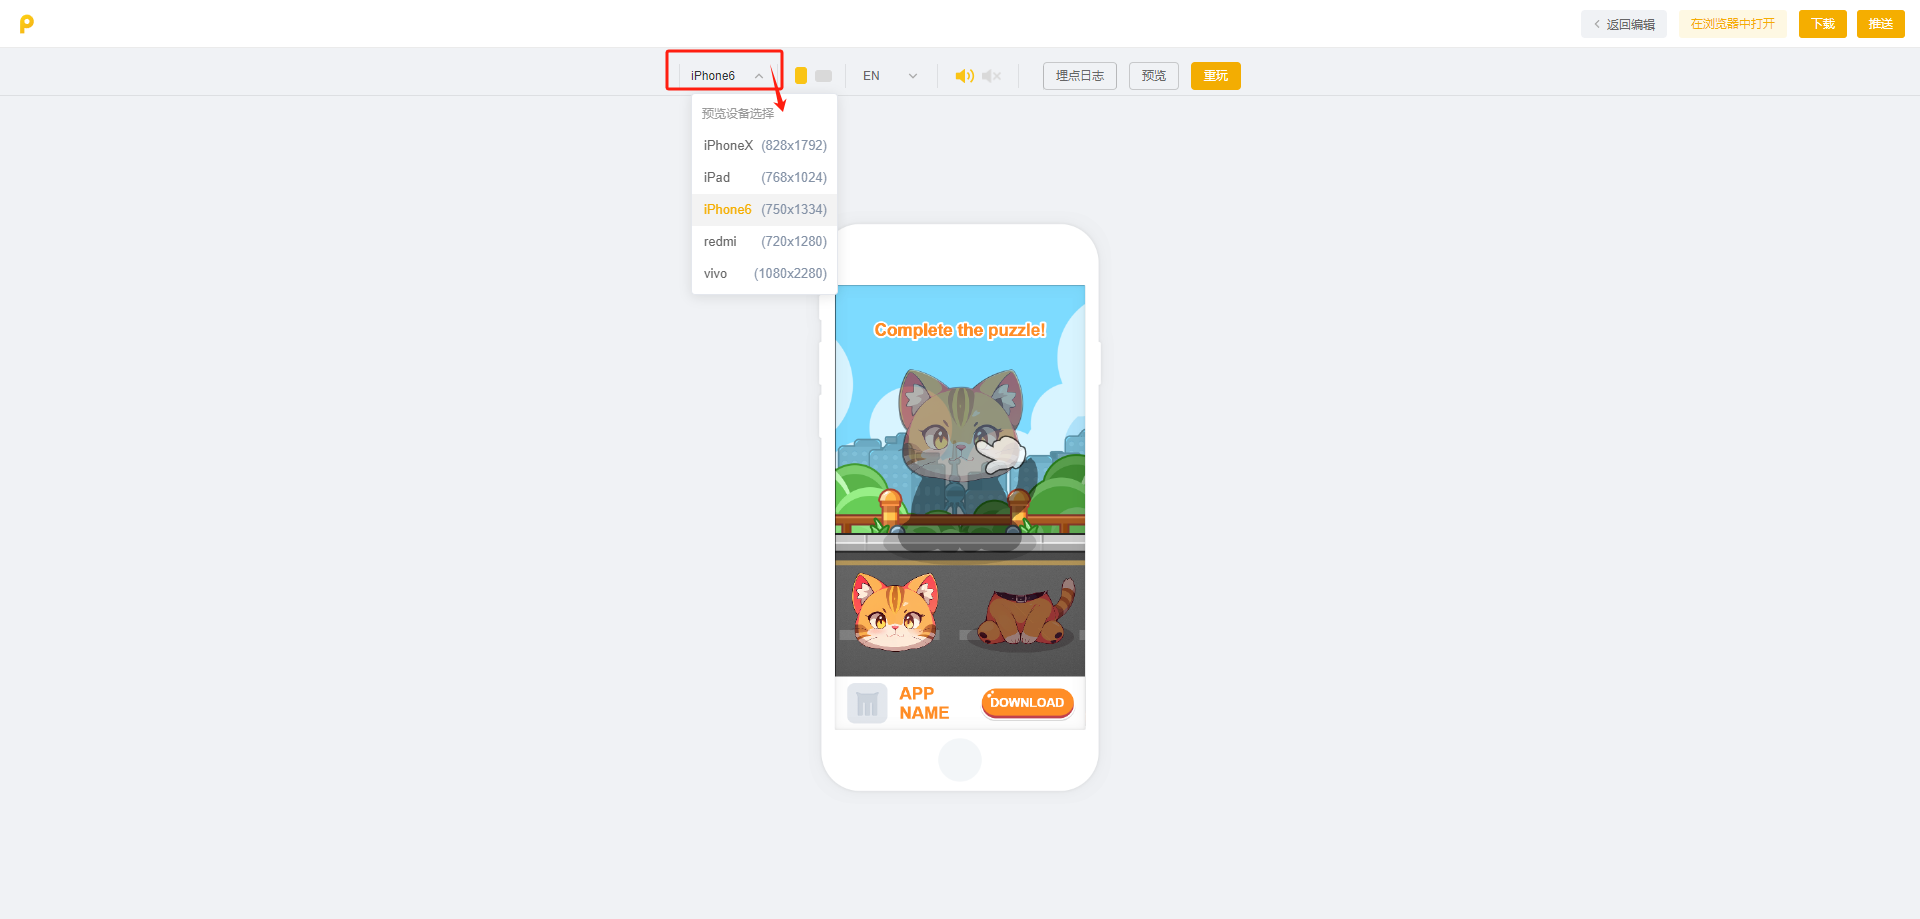 返回编辑
在浏览器中打开
下载
推送
iPhone6
EN
埋点日志
预览
重玩
预览设备选择
iPhoneX (828x1792)
iPad (768x1024)
iPhone6 (750x1334)
redmi (720x1280)
vivo (1080x2280)
Complete the puzzle!
APP
NAME
DOWNLOAD